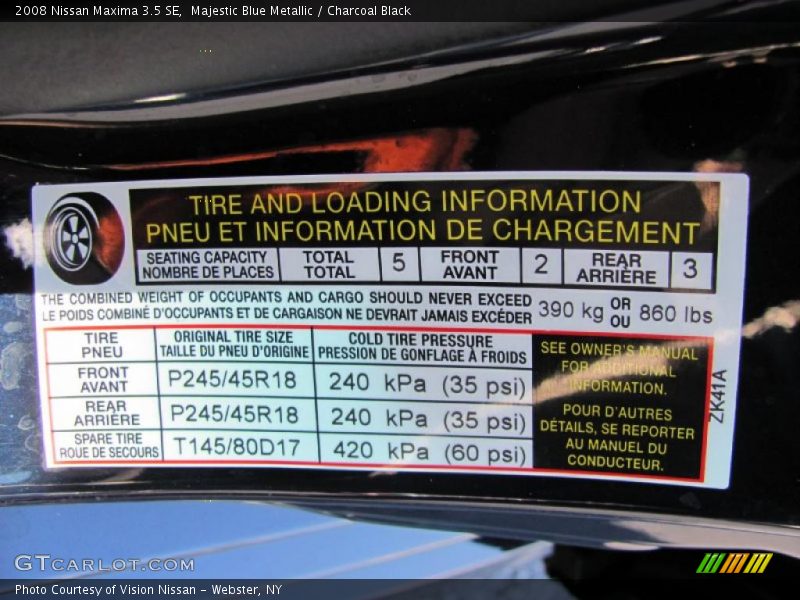 2008 Nissan Maxima 3.5 SE,  Majestic Blue Metallic / Charcoal Black
TIRE AND LOADING INFORMATION
PNEU ET INFORMATION DE CHARGEMENT
SEATING CAPACITY
NOMBRE DE PLACES
TOTAL
TOTAL
5
FRONT
AVANT
2
REAR
ARRIÈRE
3
THE COMBINED WEIGHT OF OCCUPANTS AND CARGO SHOULD NEVER EXCEED
LE POIDS COMBINÉ D'OCCUPANTS ET DE CARGAISON NE DEVRAIT JAMAIS EXCÉDER
390 kg OR OU 860 lbs
TIRE
PNEU
ORIGINAL TIRE SIZE
TAILLE DU PNEU D'ORIGINE
COLD TIRE PRESSURE
PRESSION DE GONFLAGE À FROIDS
FRONT
AVANT
P245/45R18
240 kPa (35 psi)
REAR
ARRIÈRE
P245/45R18
240 kPa (35 psi)
SPARE TIRE
ROUE DE SECOURS
T145/80D17
420 kPa (60 psi)
SEE OWNER'S MANUAL
FOR ADDITIONAL
INFORMATION.
POUR D'AUTRES
DÉTAILS, SE REPORTER
AU MANUEL DU
CONDUCTEUR.
ZK41A
GTCARLOT.COM
Photo Courtesy of Vision Nissan - Webster, NY